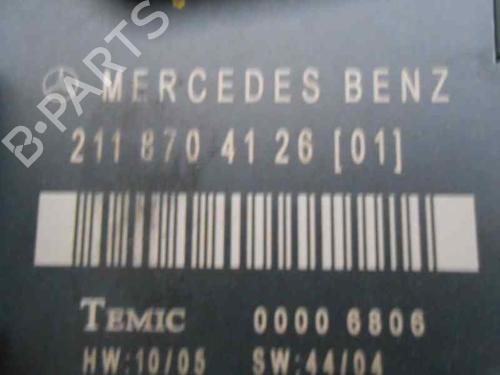 B-PARTS
MERCEDES BENZ
211 870 41 26 [01]
TEMIC 0000 6806
HW:10/05 SW:44/04